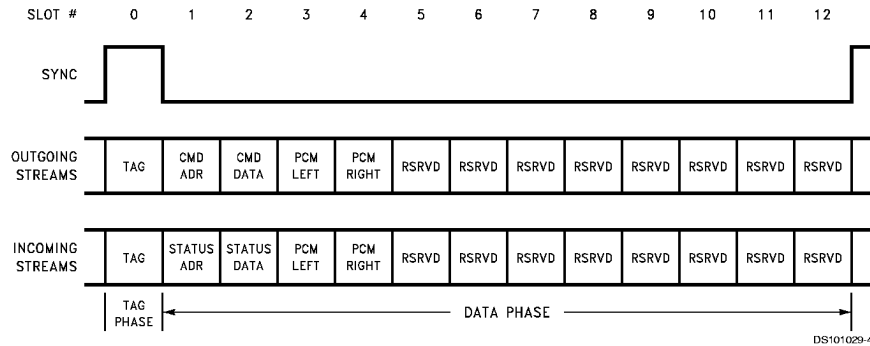 SLOT # 0 1 2 3 4 5 6 7 8 9 10 11 12
SYNC
OUTGOING STREAMS TAG CMD ADR CMD DATA PCM LEFT PCM RIGHT RSRVD RSRVD RSRVD RSRVD RSRVD RSRVD RSRVD RSRVD
INCOMING STREAMS TAG STATUS ADR STATUS DATA PCM LEFT PCM RIGHT RSRVD RSRVD RSRVD RSRVD RSRVD RSRVD RSRVD RSRVD
TAG PHASE DATA PHASE
DS101029-4